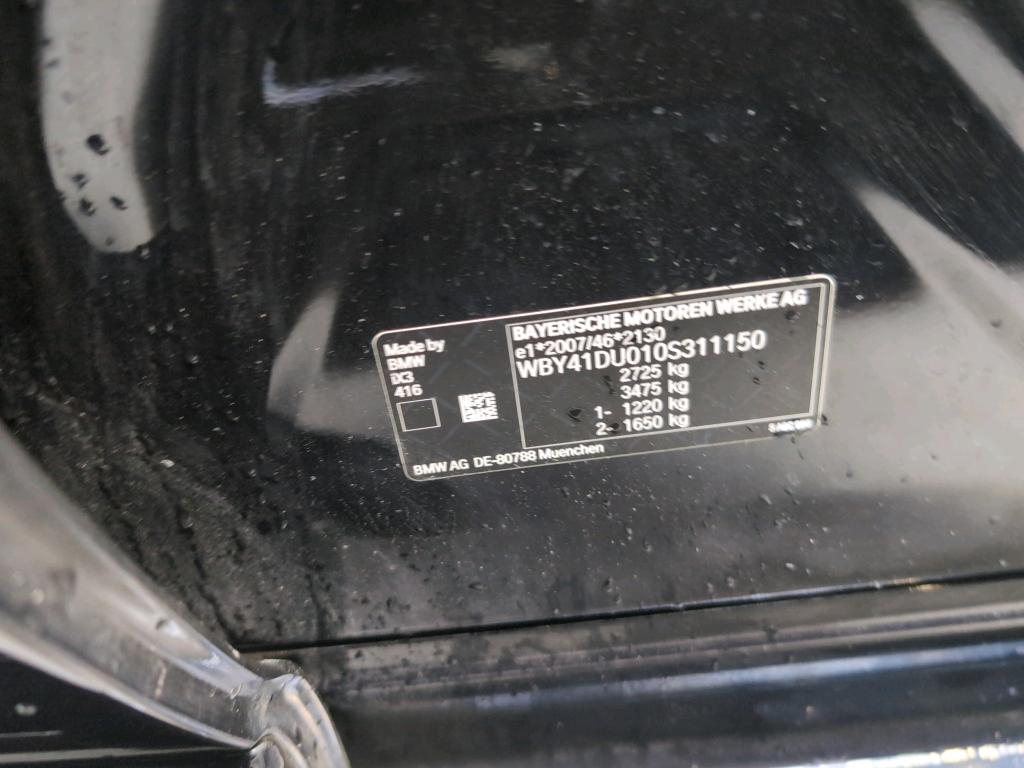 Made by
BMW
iX3
416
BAYERISCHE MOTOREN WERKE AG
e1*2007/46*2130
WBY41DU010S311150
2725 kg
3475 kg
1- 1220 kg
2- 1650 kg
BMW AG DE-80788 Muenchen